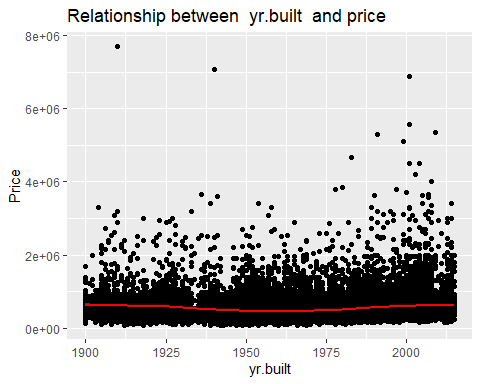 Relationship between  yr.built  and price
8e+06
6e+06
4e+06
2e+06
0e+00
Price
1900 1925 1950 1975 2000
yr.built